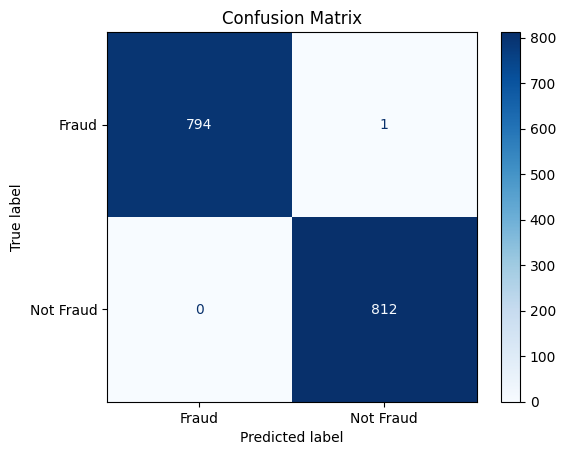 Confusion Matrix
800
700
600
500
400
300
200
100
0
True label
Fraud
Not Fraud
794
1
0
812
Fraud
Not Fraud
Predicted label